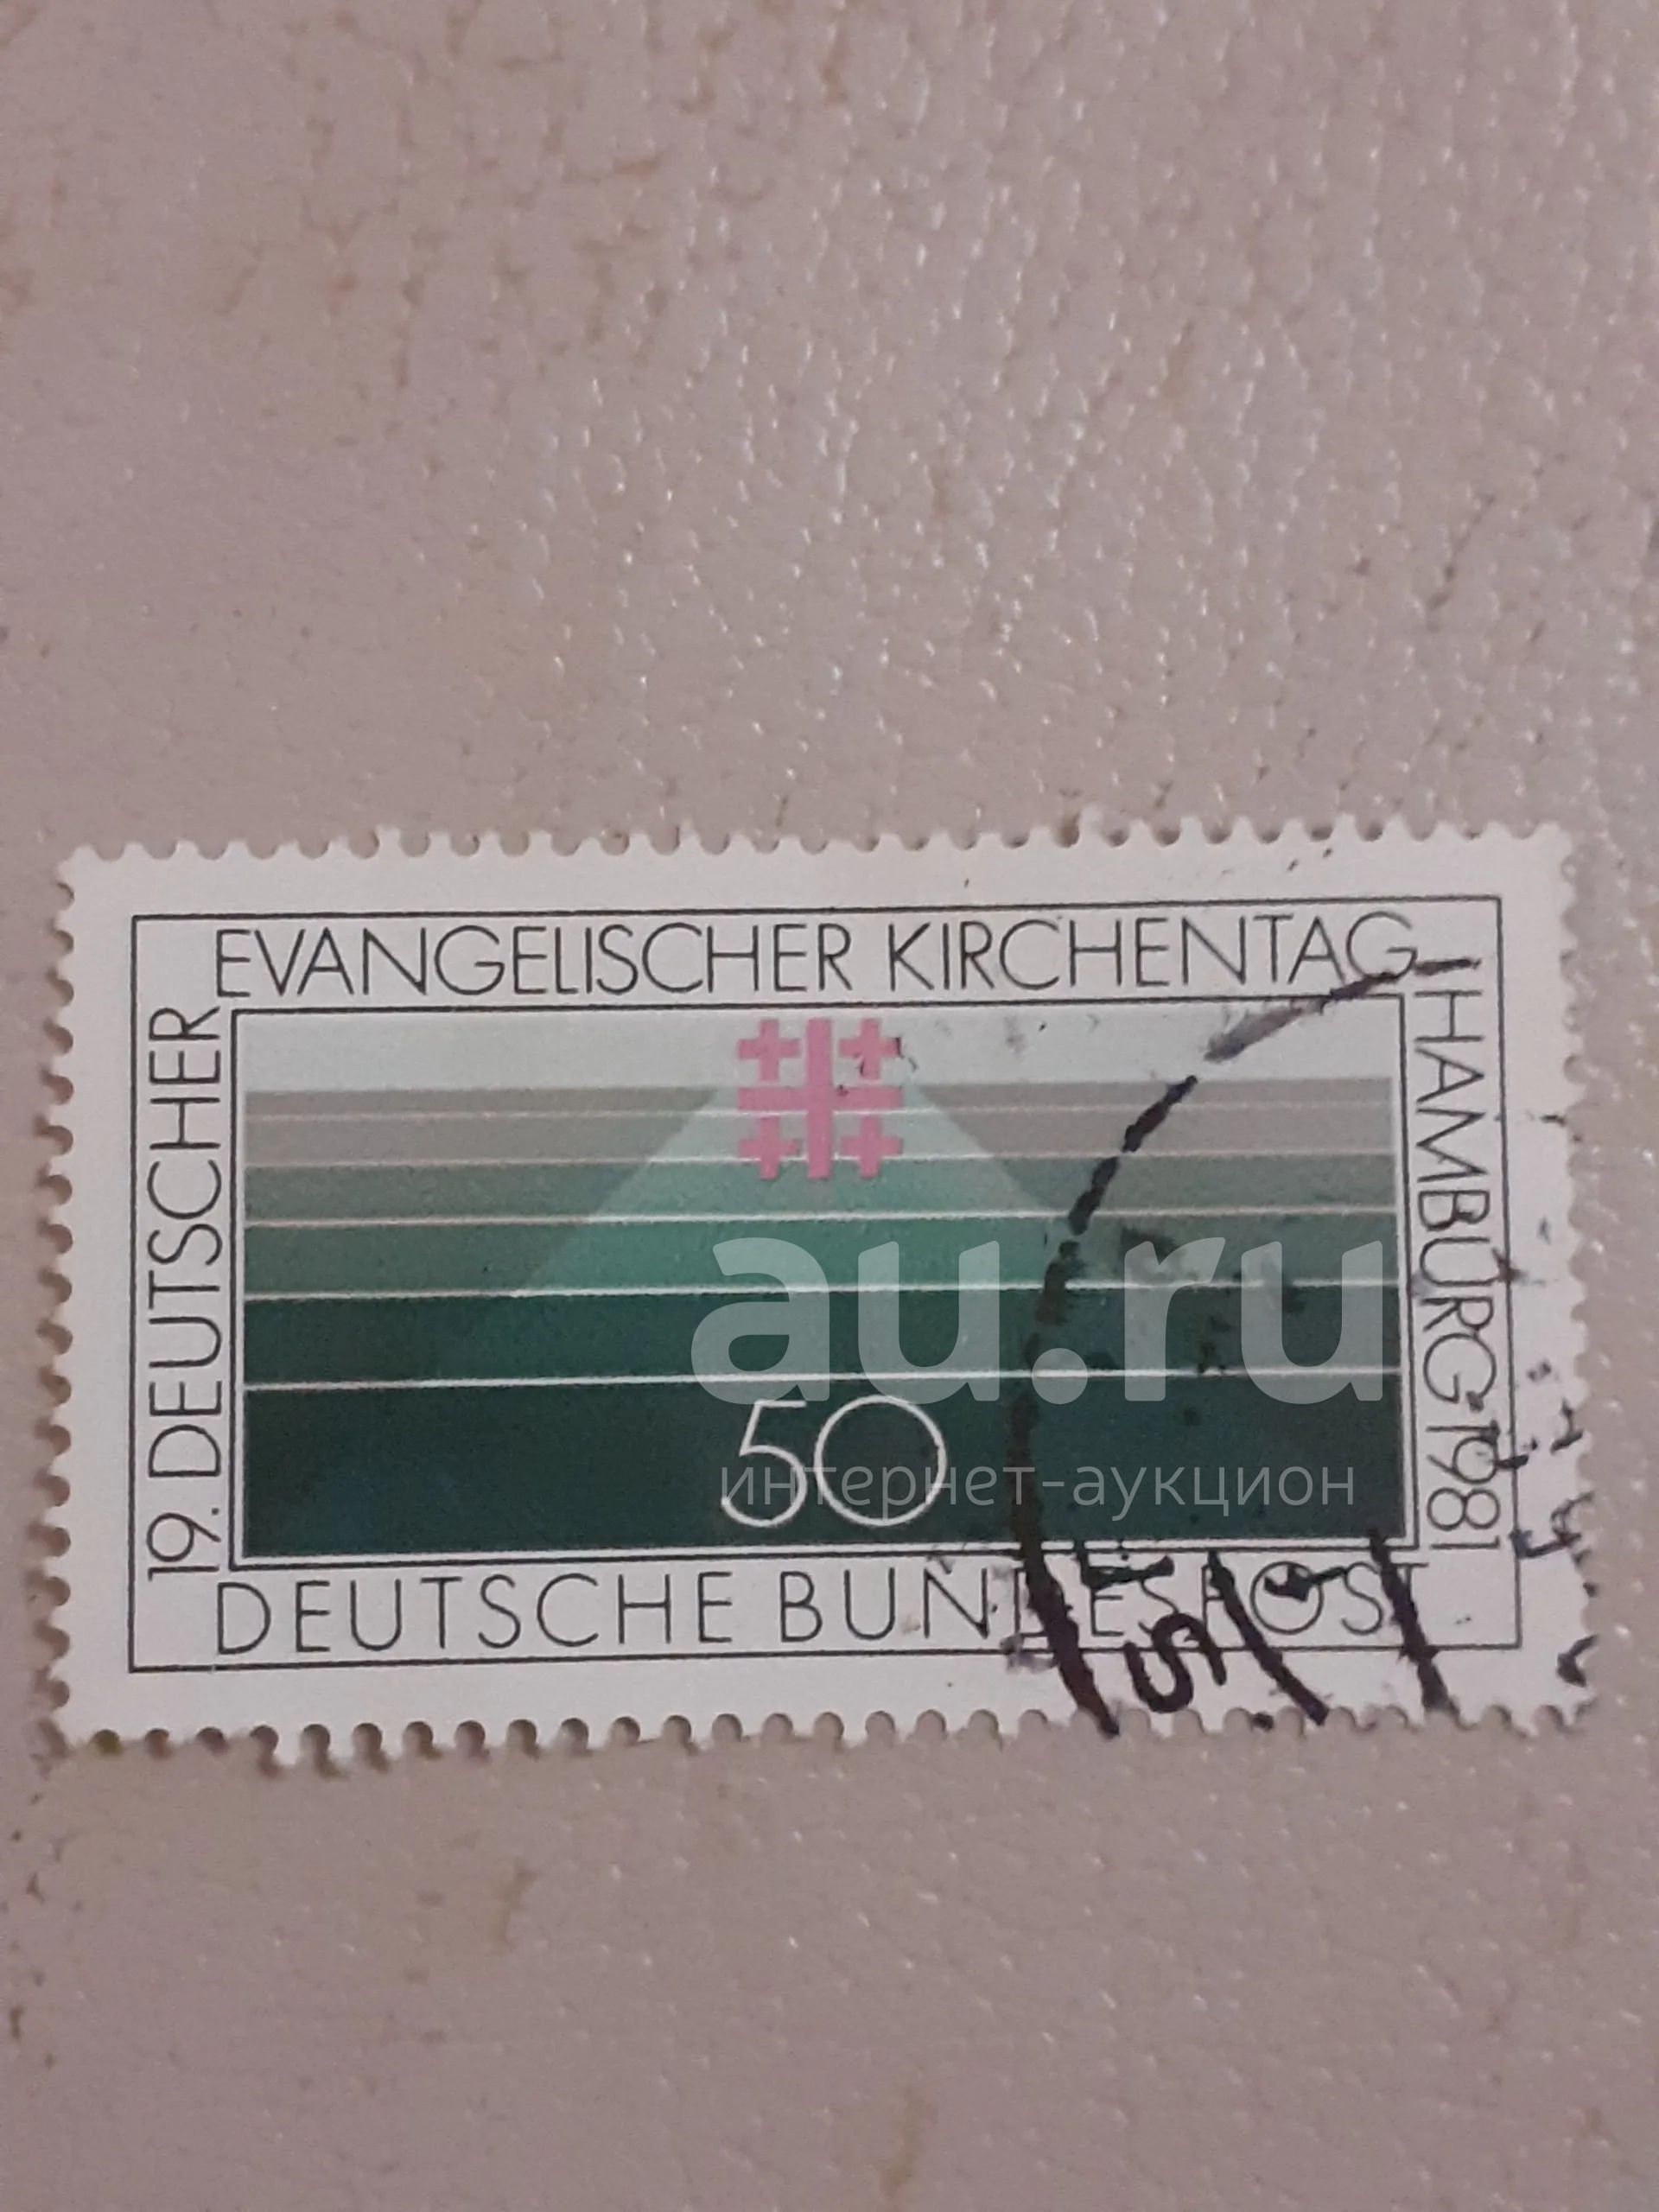 19. DEUTSCHER
EVANGELISCHER KIRCHENTAG
HAMBURG·1981
50
DEUTSCHE BUNDESPOST
au.ru
интернет-аукцион